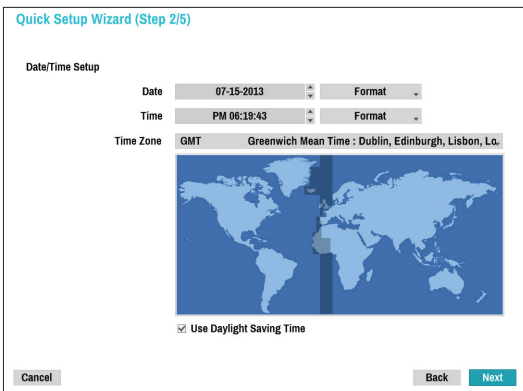 Quick Setup Wizard (Step 2/5)
Date/Time Setup
Date 07-15-2013 Format
Time PM 06:19:43 Format
Time Zone GMT Greenwich Mean Time : Dublin, Edinburgh, Lisbon, Lo
Use Daylight Saving Time
Cancel Back Next